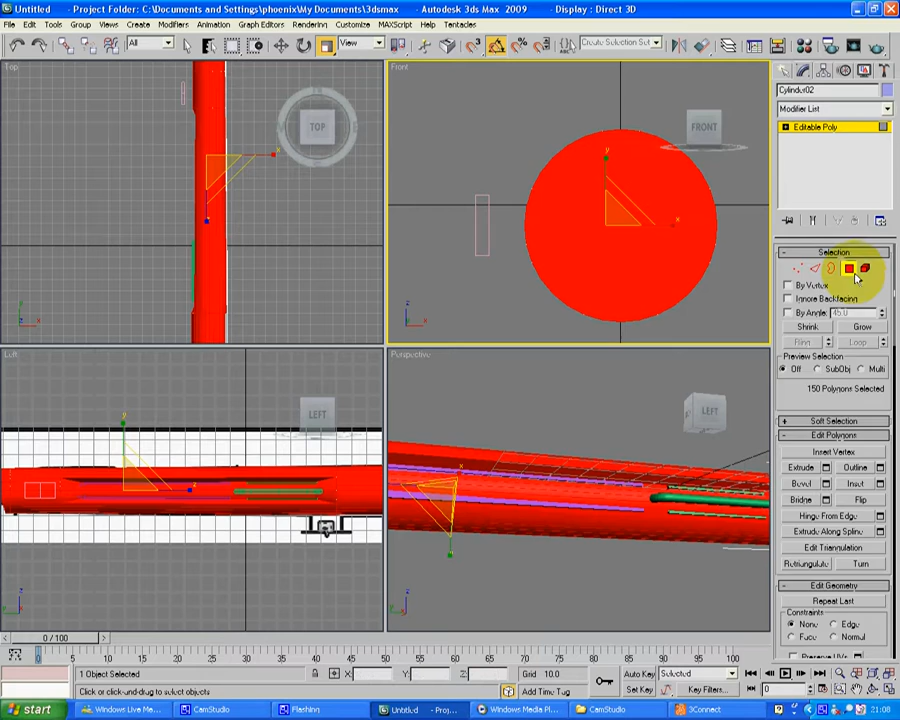 Untitled - Project Folder: C:\Documents and Settings\phoenix\My Documents\3dsmax - Autodesk 3ds Max 2009 - Display : Direct 3D
File Edit Tools Group Views Create Modifiers Animation Graph Editors Rendering Customize MAXScript Help Tentacles
All View Create Selection Set
Top
TOP
x
Front
FRONT
y
x
z
x
Left
LEFT
y
z
Perspective
LEFT
x
y
z
Cylinder02
Modifier List
Editable Poly
Selection
By Vertex
Ignore Backfacing
By Angle: 45.0
Shrink Grow
Ring Loop
Preview Selection
Off SubObj Multi
150 Polygons Selected
Soft Selection
Edit Polygons
Insert Vertex
Extrude Outline
Bevel Inset
Bridge Flip
Hinge From Edge
Extrude Along Spline
Edit Triangulation
Retriangulate Turn
Edit Geometry
Repeat Last
Constraints
None Edge
Face Normal
Preserve UVs
0 / 100
0 5 10 15 20 25 30 35 40 45 50 55 60 65 70 75 80 85 90 95 100
1 Object Selected X: Y: Z: Grid = 10.0 Auto Key Selected
Click or click-and-drag to select objects Add Time Tag Set Key Key Filters... 0
start Windows Live Me... CamStudio Flashing Untitled - Proj... Windows Media Pl... CamStudio 3Connect 21:08